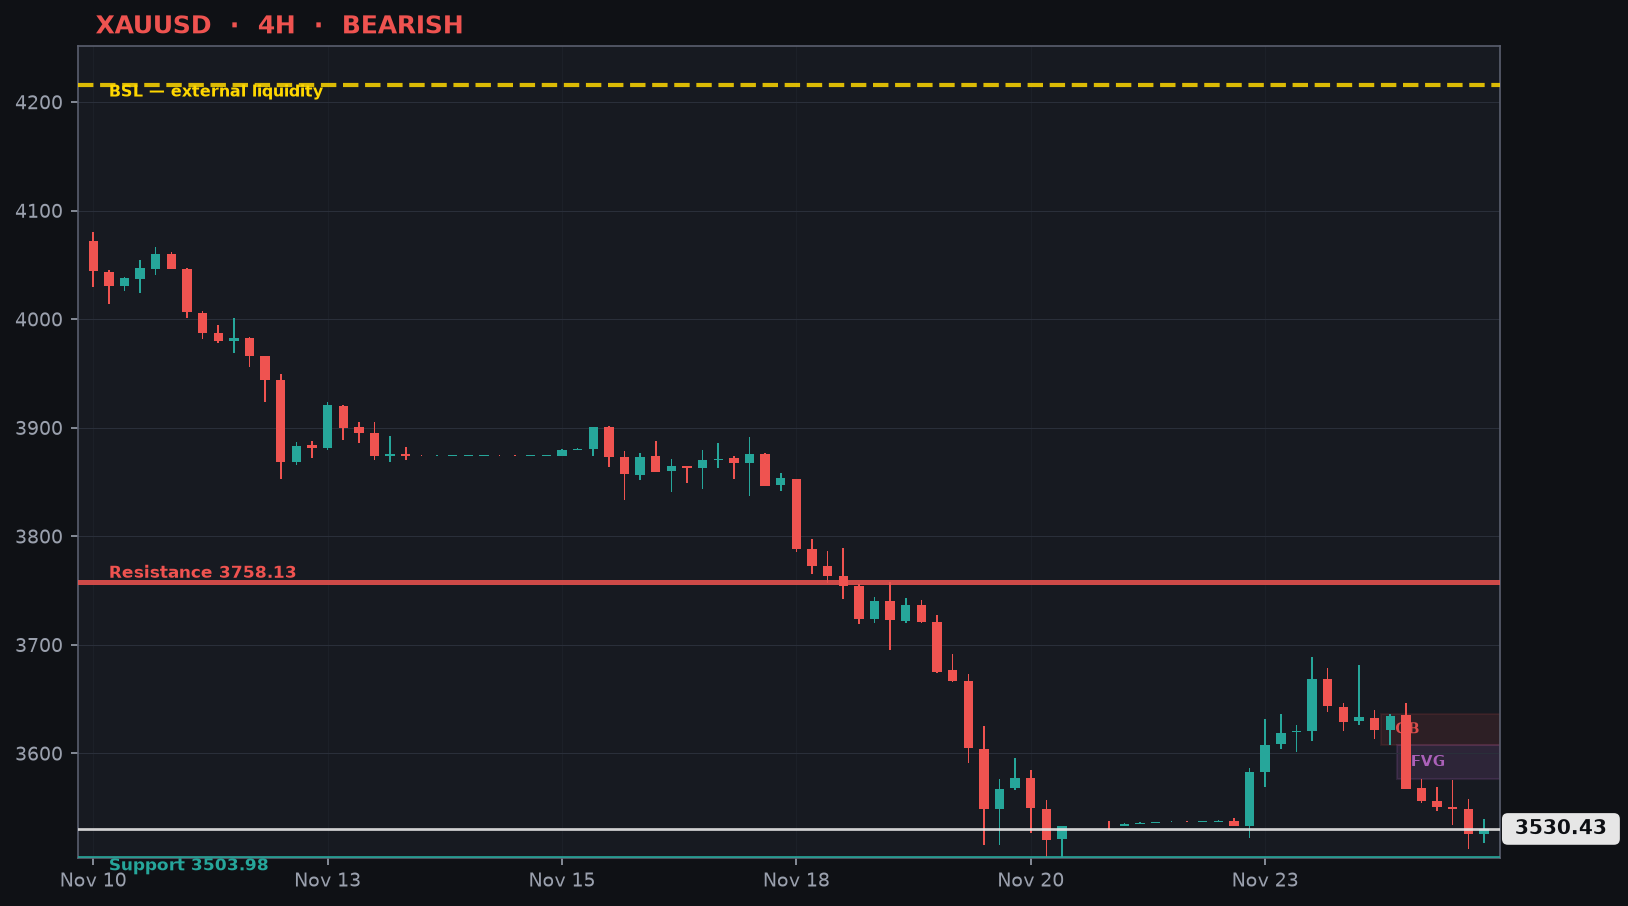 XAUUSD · 4H · BEARISH
BSL — external liquidity
4200
4100
4000
3900
3800
Resistance 3758.13
3700
OB
FVG
3600
3530.43
Support 3503.98
Nov 10 Nov 13 Nov 15 Nov 18 Nov 20 Nov 23